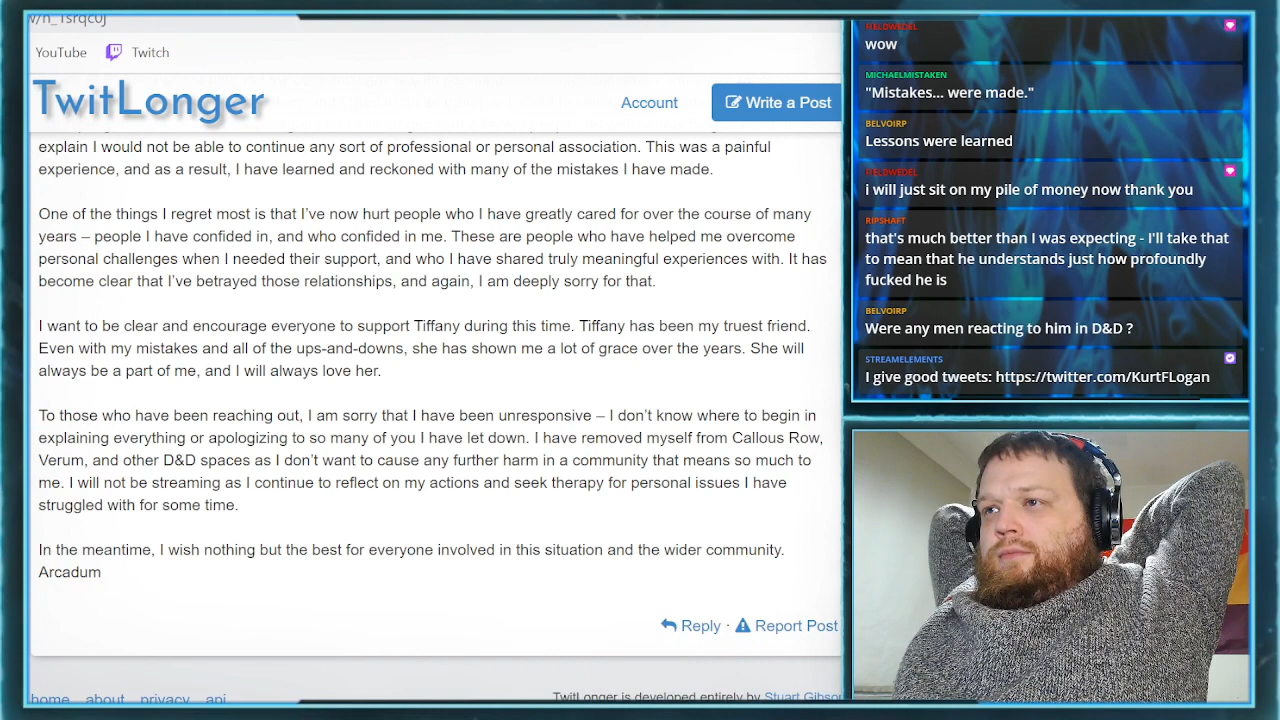 v/n_1srqc0j
YouTube Twitch
TwitLonger
Account
Write a Post
explain I would not be able to continue any sort of professional or personal association. This was a painful
experience, and as a result, I have learned and reckoned with many of the mistakes I have made.
One of the things I regret most is that I've now hurt people who I have greatly cared for over the course of many
years – people I have confided in, and who confided in me. These are people who have helped me overcome
personal challenges when I needed their support, and who I have shared truly meaningful experiences with. It has
become clear that I've betrayed those relationships, and again, I am deeply sorry for that.
I want to be clear and encourage everyone to support Tiffany during this time. Tiffany has been my truest friend.
Even with my mistakes and all of the ups-and-downs, she has shown me a lot of grace over the years. She will
always be a part of me, and I will always love her.
To those who have been reaching out, I am sorry that I have been unresponsive – I don't know where to begin in
explaining everything or apologizing to so many of you I have let down. I have removed myself from Callous Row,
Verum, and other D&D spaces as I don't want to cause any further harm in a community that means so much to
me. I will not be streaming as I continue to reflect on my actions and seek therapy for personal issues I have
struggled with for some time.
In the meantime, I wish nothing but the best for everyone involved in this situation and the wider community.
Arcadum
Reply · Report Post
home about privacy api
TwitLonger is developed entirely by Stuart Gibso
FIELDWEDEL
wow
MICHAELMISTAKEN
"Mistakes... were made."
BELVOIRP
Lessons were learned
FIELDWEDEL
i will just sit on my pile of money now thank you
RIPSHAFT
that's much better than I was expecting - I'll take that
to mean that he understands just how profoundly
fucked he is
BELVOIRP
Were any men reacting to him in D&D ?
STREAMELEMENTS
I give good tweets: https://twitter.com/KurtFLogan